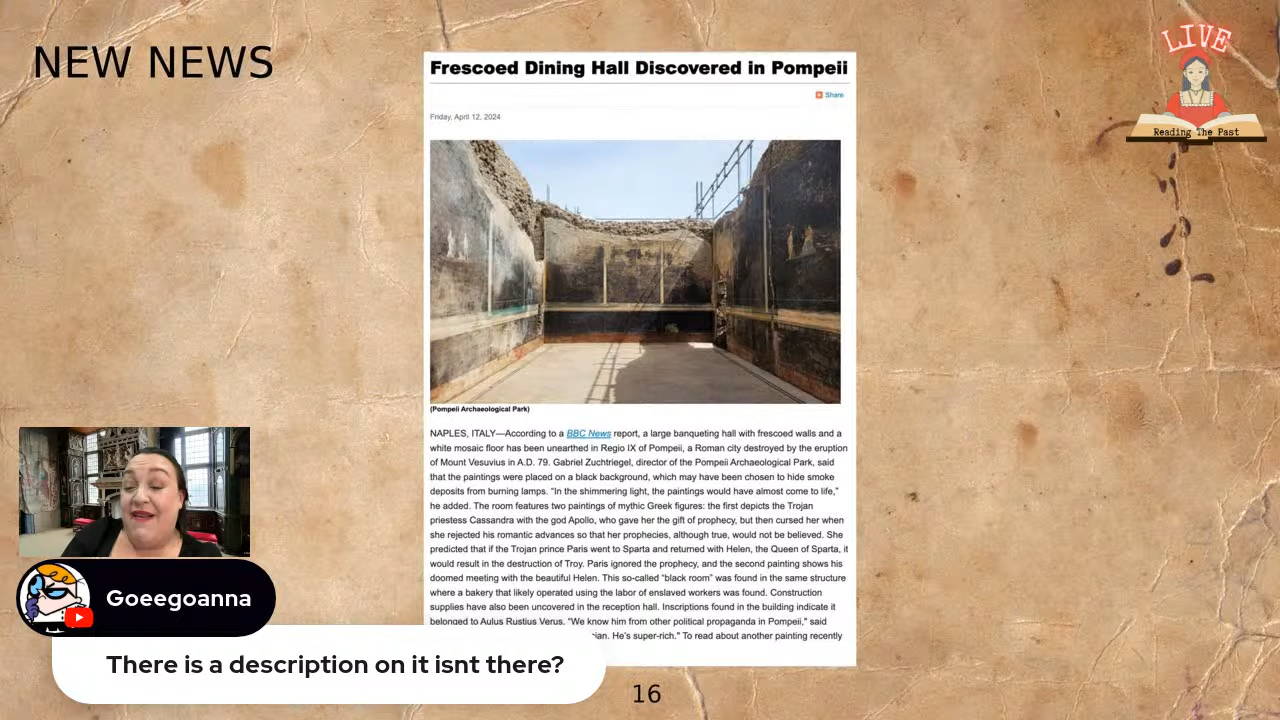 NEW NEWS
LIVE
Reading The Past
Frescoed Dining Hall Discovered in Pompeii
Share
Friday, April 12, 2024
(Pompeii Archaeological Park)
NAPLES, ITALY—According to a BBC News report, a large banqueting hall with frescoed walls and a
white mosaic floor has been unearthed in Regio IX of Pompeii, a Roman city destroyed by the eruption
of Mount Vesuvius in A.D. 79. Gabriel Zuchtriegel, director of the Pompeii Archaeological Park, said
that the paintings were placed on a black background, which may have been chosen to hide smoke
deposits from burning lamps. “In the shimmering light, the paintings would have almost come to life,”
he added. The room features two paintings of mythic Greek figures: the first depicts the Trojan
priestess Cassandra with the god Apollo, who gave her the gift of prophecy, but then cursed her when
she rejected his romantic advances so that her prophecies, although true, would not be believed. She
predicted that if the Trojan prince Paris went to Sparta and returned with Helen, the Queen of Sparta, it
would result in the destruction of Troy. Paris ignored the prophecy, and the second painting shows his
doomed meeting with the beautiful Helen. This so-called “black room” was found in the same structure
where a bakery that likely operated using the labor of enslaved workers was found. Construction
supplies have also been uncovered in the reception hall. Inscriptions found in the building indicate it
belonged to Aulus Rustius Verus. “We know him from other political propaganda in Pompeii,” said
He’s super-rich.” To read about another painting recently
Goeegoanna
There is a description on it isnt there?
16